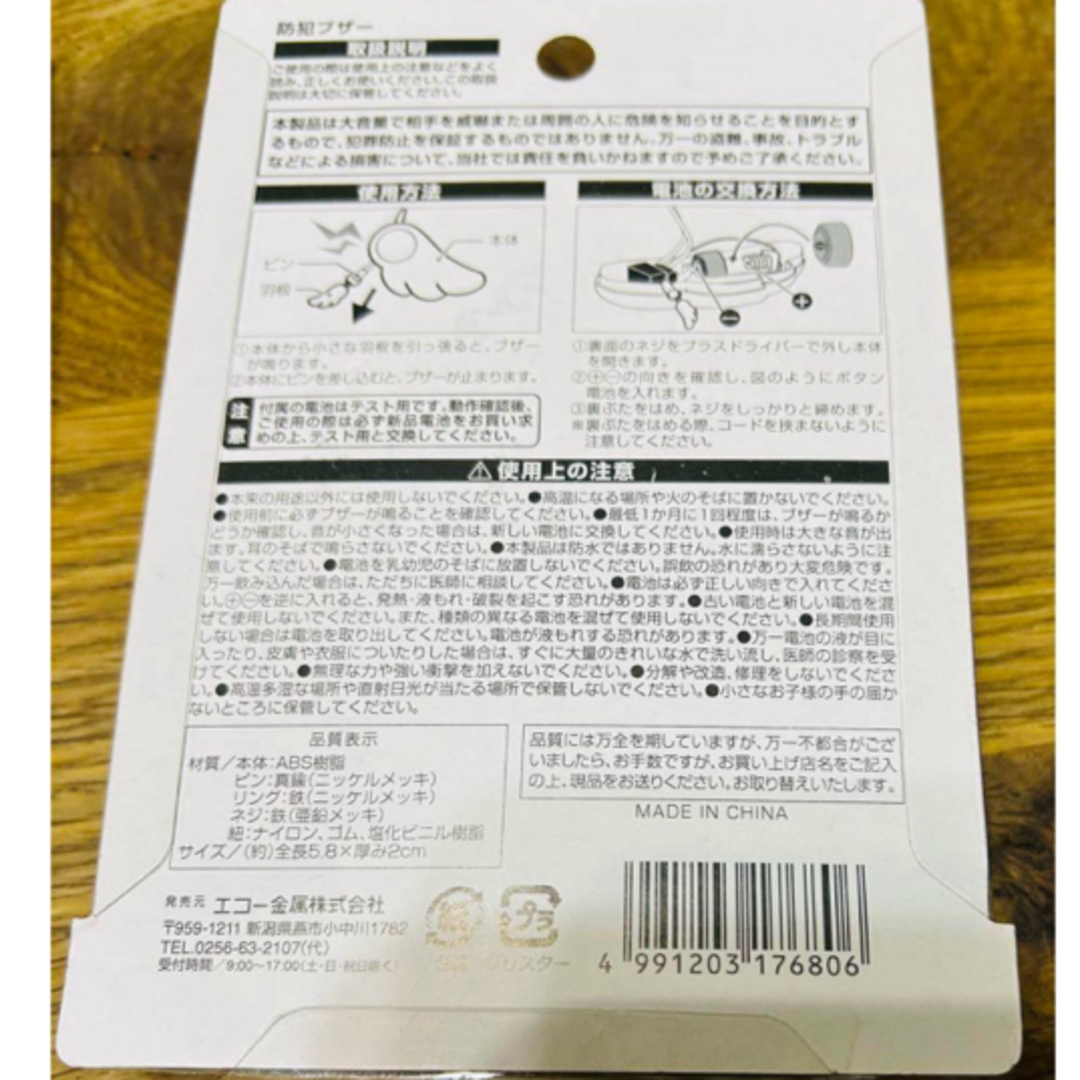 防犯ブザー
取扱説明
ご使用の際は使用上の注意などをよく
読み、正しくお使いください。この取扱
説明は大切に保管してください。
本製品は大音量で相手を威嚇または周囲の人に危険を知らせることを目的とす
るもので、犯罪防止を保証するものではありません。万一の盗難、事故、トラブル
などによる損害について、当社では責任を負いかねますので予めご了承ください。
使用方法
本体
ピン
羽根
①本体から小さな羽根を引っ張ると、ブザー
が鳴ります。
②本体にピンを差し込むと、ブザーが止まります。
注意
付属の電池はテスト用です。動作確認後、
ご使用の際は必ず新品電池をお買い求
めの上、テスト用と交換してください。
電池の交換方法
①裏面のネジをプラスドライバーで外し本体
を開きます。
②⊕⊖の向きを確認し、図のようにボタン
電池を入れます。
③裏ぶたをはめ、ネジをしっかりと締めます。
※裏ぶたをはめる際、コードを挟まないように
注意してください。
⚠使用上の注意
●本来の用途以外には使用しないでください。●高温になる場所や火のそばに置かないでください。
●使用前に必ずブザーが鳴ることを確認してください。●最低1か月に1回程度は、ブザーが鳴るか
どうか確認し、音が小さくなった場合は、新しい電池に交換してください。●使用時は大きな音が出
ます、耳のそばで鳴らさないでください。●本製品は防水ではありません。水に濡らさないように注
意してください。●電池を乳幼児のそばに放置しないでください。誤飲の恐れがあり大変危険です。
万一飲み込んだ場合は、ただちに医師に相談してください。●電池は必ず正しい向きで入れてくださ
い。⊕⊖を逆に入れると、発熱・液もれ・破裂を起こす恐れがあります。●古い電池と新しい電池を混
ぜて使用しないでください。また、種類の異なる電池を混ぜて使用しないでください。●長期間使用
しない場合は電池を取り出してください。電池が液もれする恐れがあります。●万一電池の液が目に
入ったり、皮膚や衣服についたりした場合は、すぐに大量のきれいな水で洗い流し、医師の診察を受
けてください。●無理な力や強い衝撃を加えないでください。●分解や改造、修理をしないでくださ
い。●高温多湿な場所や直射日光が当たる場所で保管しないでください。●小さなお子様の手の届か
ないところに保管してください。
品質表示
材質／本体：ABS樹脂
ピン：真鍮（ニッケルメッキ）
リング：鉄（ニッケルメッキ）
ネジ：鉄（亜鉛メッキ）
紐：ナイロン、ゴム、塩化ビニル樹脂
サイズ／（約）全長5.8×厚み2cm
品質には万全を期していますが、万一不都合がござ
いましたら、お手数ですが、お買い上げ店名をご記入
の上、現品をお送りください。お取り替えいたします。
MADE IN CHINA
発売元 エコー金属株式会社
〒959-1211 新潟県燕市小中川1782
TEL.0256-63-2107(代)
受付時間／9:00～17:00(土・日・祝日除く)
紙
プラ
台紙
ブリスター
4 991203 176806